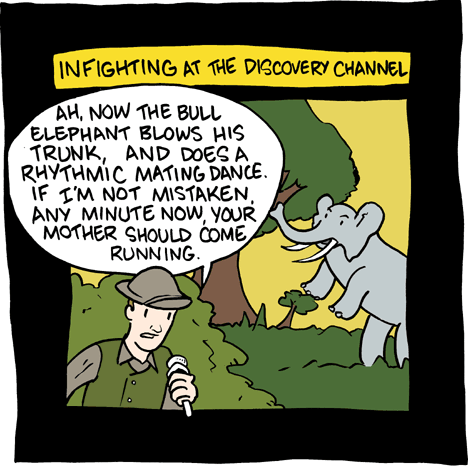 INFIGHTING AT THE DISCOVERY CHANNEL
AH, NOW THE BULL
ELEPHANT BLOWS HIS
TRUNK, AND DOES A
RHYTHMIC MATING DANCE.
IF I'M NOT MISTAKEN,
ANY MINUTE NOW, YOUR
MOTHER SHOULD COME
RUNNING.